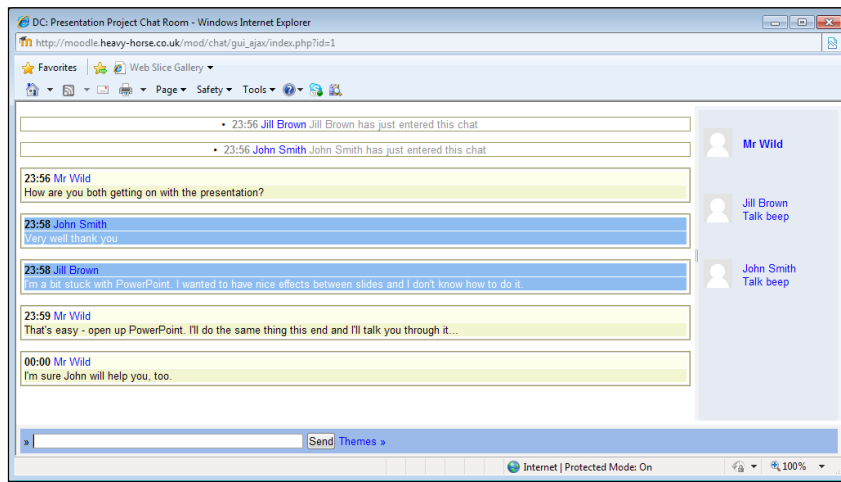 DC: Presentation Project Chat Room - Windows Internet Explorer
http://moodle.heavy-horse.co.uk/mod/chat/gui_ajax/index.php?id=1
Favorites Web Slice Gallery
Page Safety Tools
• 23:56 Jill Brown Jill Brown has just entered this chat
• 23:56 John Smith John Smith has just entered this chat
23:56 Mr Wild
How are you both getting on with the presentation?
23:58 John Smith
Very well thank you
23:58 Jill Brown
I'm a bit stuck with PowerPoint. I wanted to have nice effects between slides and I don't know how to do it.
23:59 Mr Wild
That's easy - open up PowerPoint. I'll do the same thing this end and I'll talk you through it...
00:00 Mr Wild
I'm sure John will help you, too.
Mr Wild
Jill Brown
Talk beep
John Smith
Talk beep
» Send Themes »
Internet | Protected Mode: On 100%